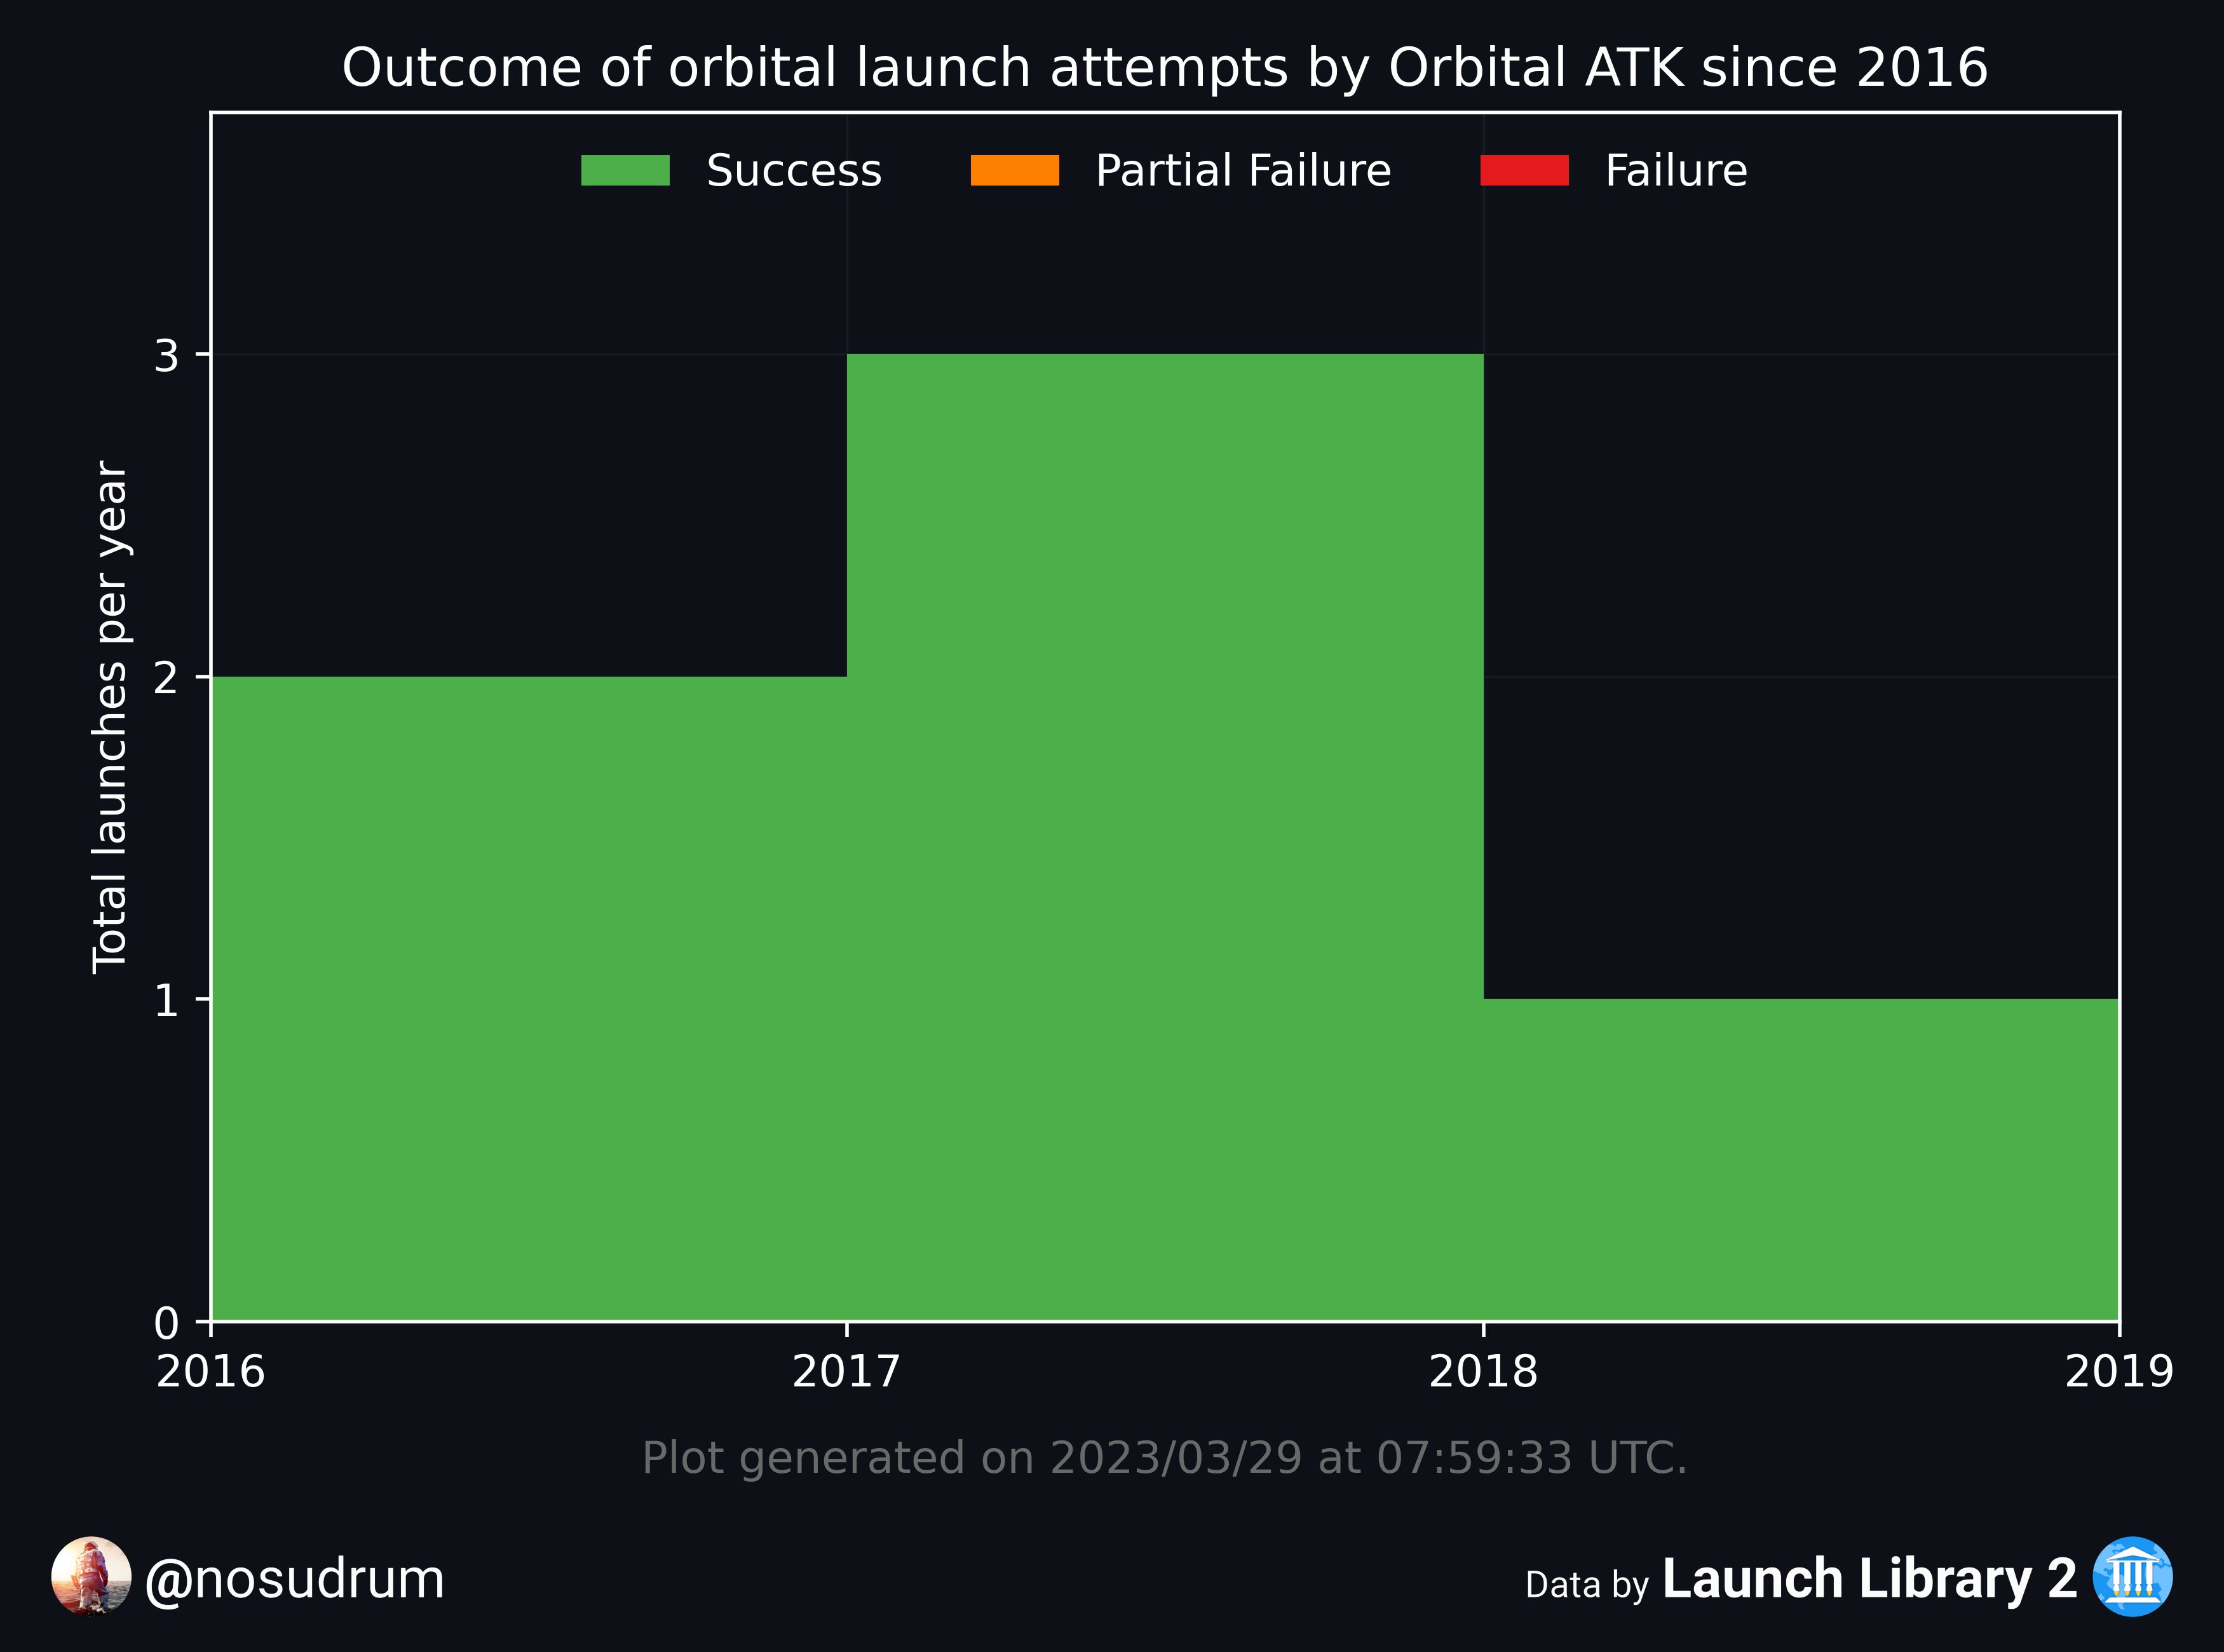 Outcome of orbital launch attempts by Orbital ATK since 2016
Success Partial Failure Failure
Total launches per year
3
2
1
0
2016 2017 2018 2019
Plot generated on 2023/03/29 at 07:59:33 UTC.
@nosudrum
Data by Launch Library 2